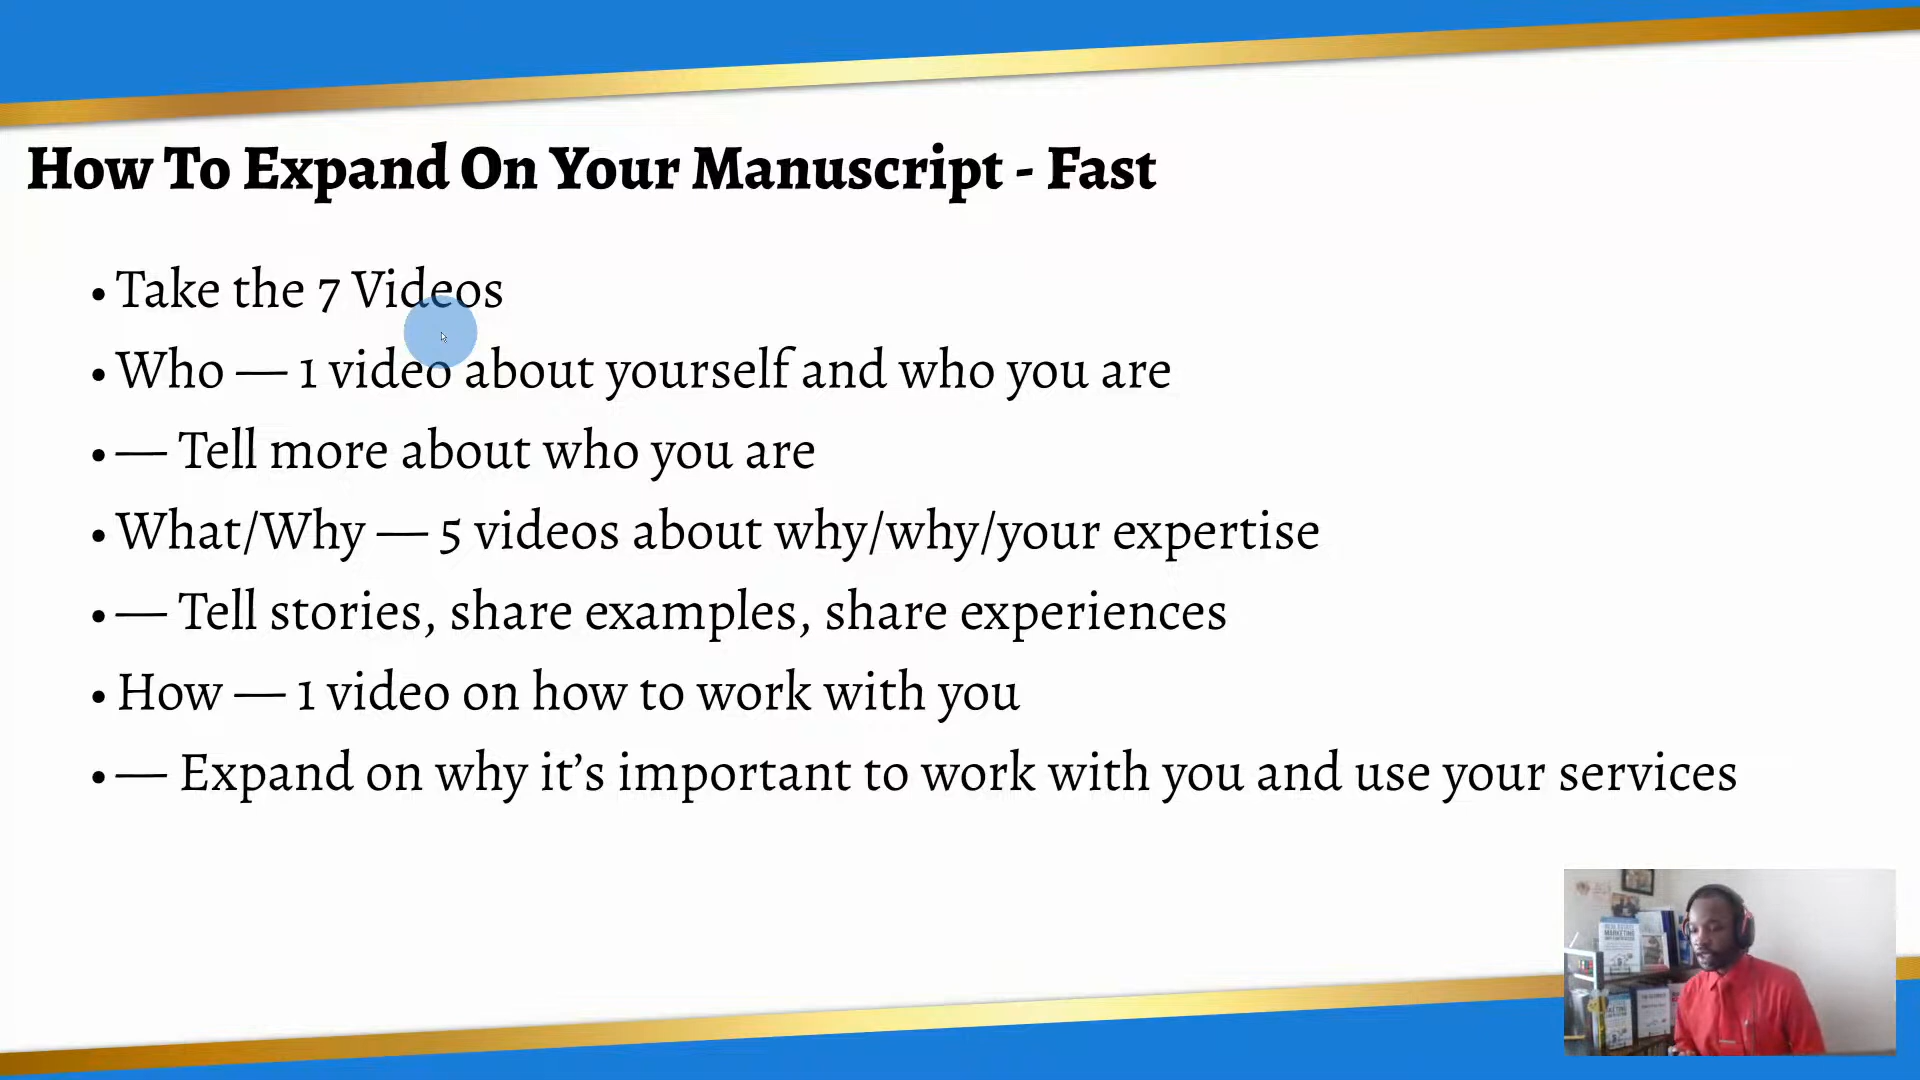 How To Expand On Your Manuscript - Fast
• Take the 7 Videos
• Who — 1 video about yourself and who you are
• — Tell more about who you are
• What/Why — 5 videos about why/why/your expertise
• — Tell stories, share examples, share experiences
• How — 1 video on how to work with you
• — Expand on why it’s important to work with you and use your services
MARKETING